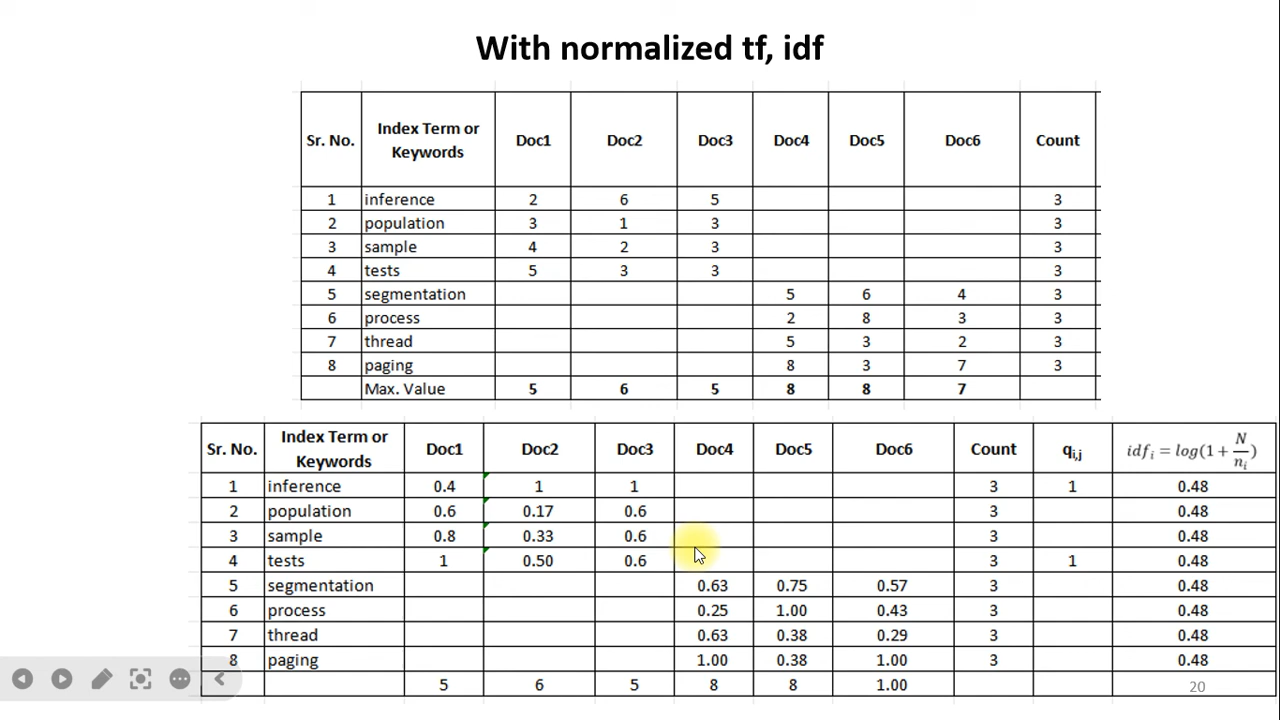 With normalized tf, idf
Sr. No. Index Term or Keywords Doc1 Doc2 Doc3 Doc4 Doc5 Doc6 Count
1 inference 2 6 5 3
2 population 3 1 3 3
3 sample 4 2 3 3
4 tests 5 3 3 3
5 segmentation 5 6 4 3
6 process 2 8 3 3
7 thread 5 3 2 3
8 paging 8 3 7 3
Max. Value 5 6 5 8 8 7
Sr. No. Index Term or Keywords Doc1 Doc2 Doc3 Doc4 Doc5 Doc6 Count q_{i,j} idf_i = log(1 + N/n_i)
1 inference 0.4 1 1 3 1 0.48
2 population 0.6 0.17 0.6 3 0.48
3 sample 0.8 0.33 0.6 3 0.48
4 tests 1 0.50 0.6 3 1 0.48
5 segmentation 0.63 0.75 0.57 3 0.48
6 process 0.25 1.00 0.43 3 0.48
7 thread 0.63 0.38 0.29 3 0.48
8 paging 1.00 0.38 1.00 3 0.48
5 6 5 8 8 1.00 20